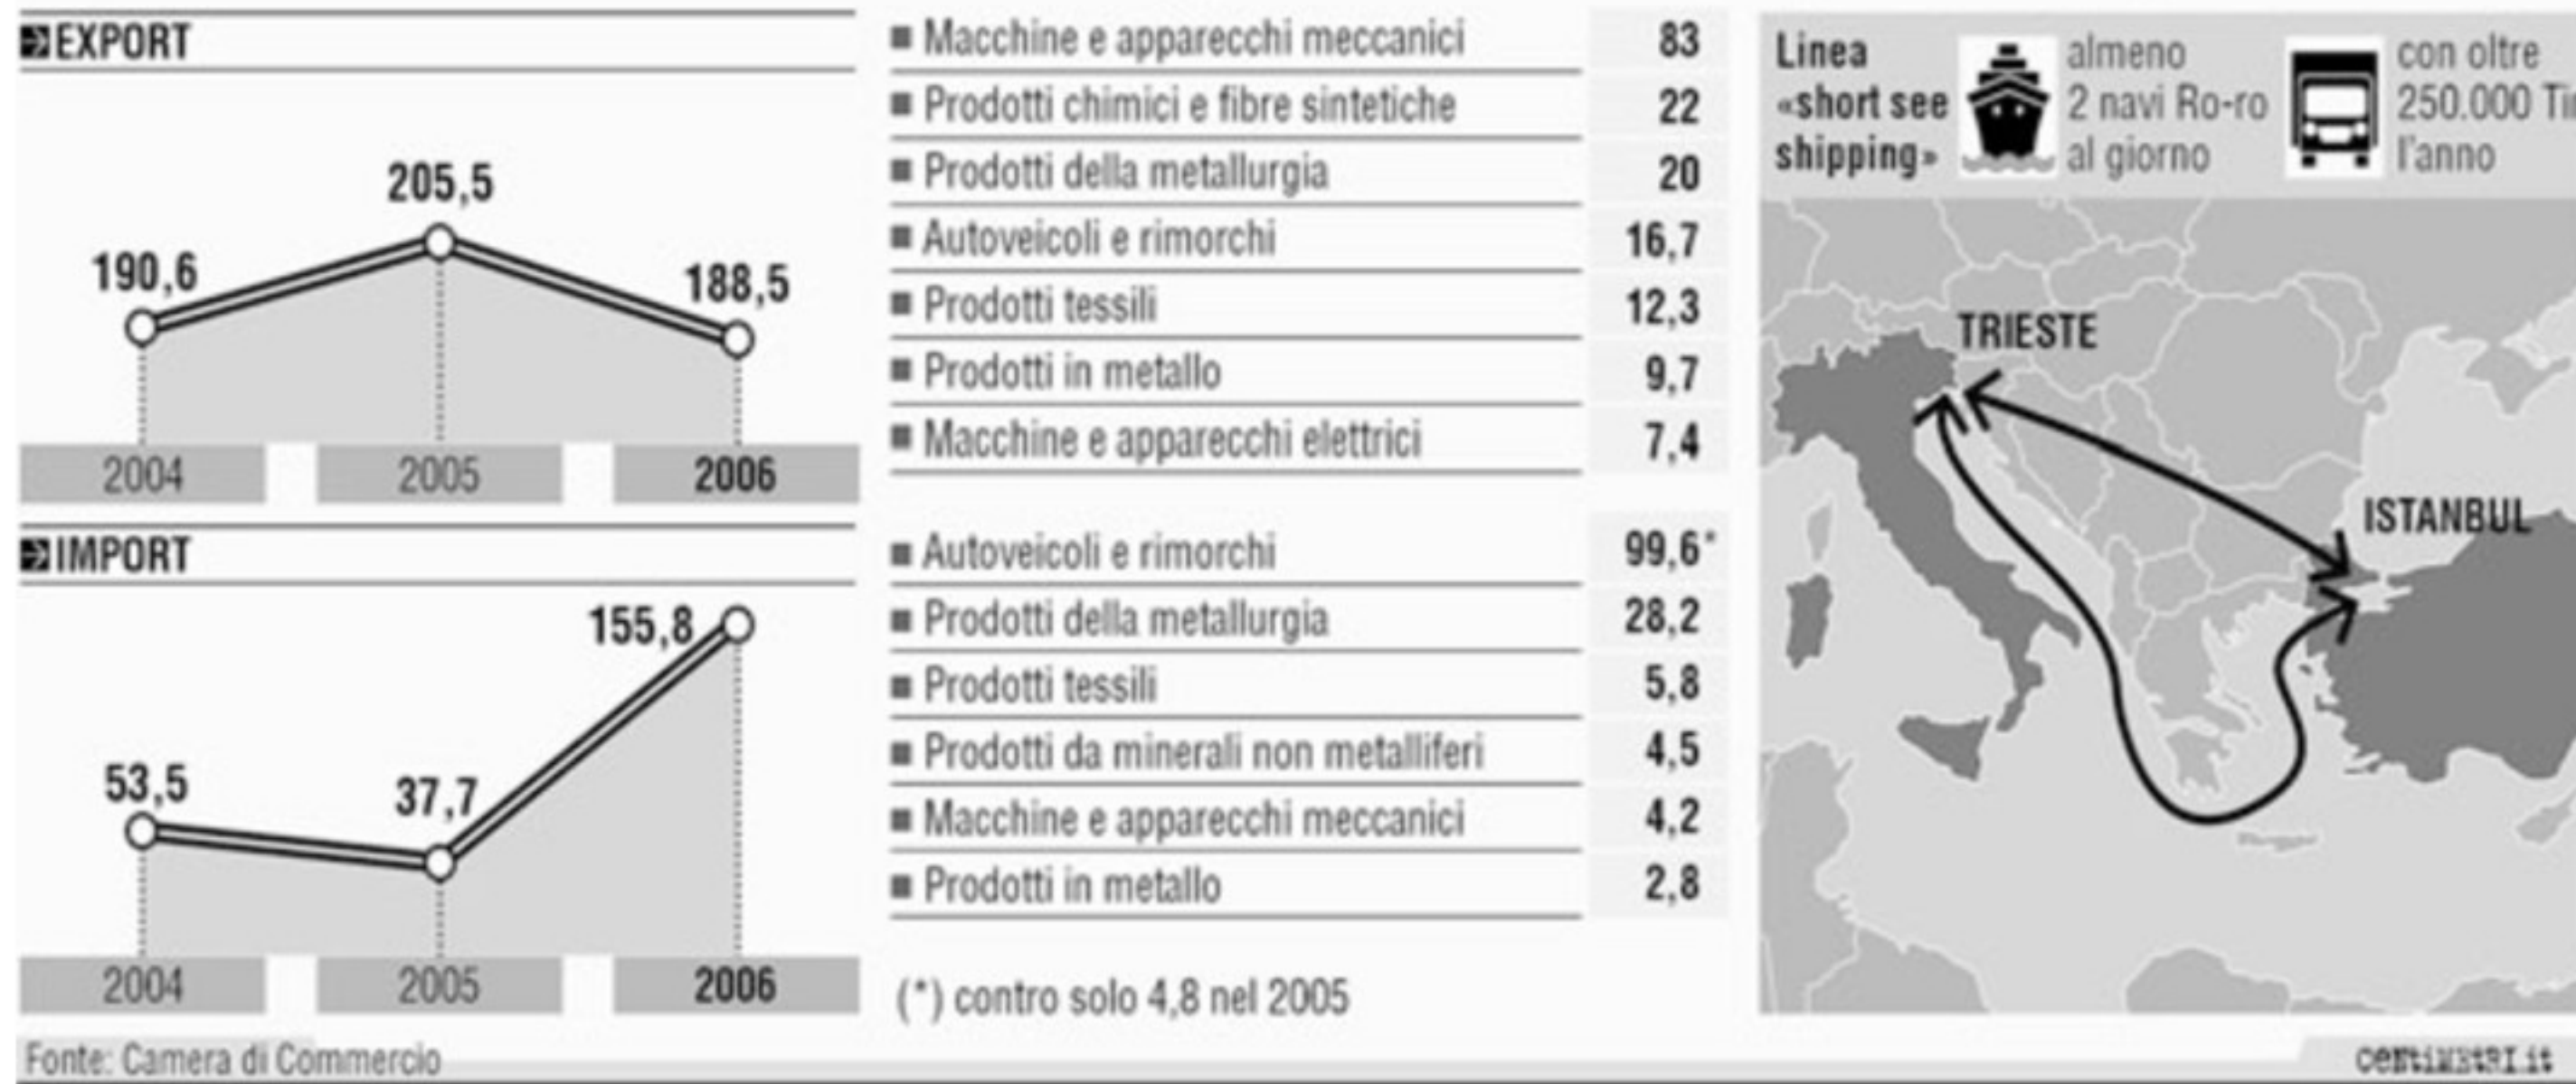 EXPORT
190,6
205,5
188,5
2004
2005
2006
Macchine e apparecchi meccanici 83
Prodotti chimici e fibre sintetiche 22
Prodotti della metallurgia 20
Autoveicoli e rimorchi 16,7
Prodotti tessili 12,3
Prodotti in metallo 9,7
Macchine e apparecchi elettrici 7,4
IMPORT
53,5
37,7
155,8
2004
2005
2006
Autoveicoli e rimorchi 99,6*
Prodotti della metallurgia 28,2
Prodotti tessili 5,8
Prodotti da minerali non metalliferi 4,5
Macchine e apparecchi meccanici 4,2
Prodotti in metallo 2,8
(*) contro solo 4,8 nel 2005
Linea
«short see
shipping»
almeno
2 navi Ro-ro
al giorno
con oltre
250.000
l'anno
TRIESTE
ISTANBUL
Fonte: Camera di Commercio
CENTIMETRI.it